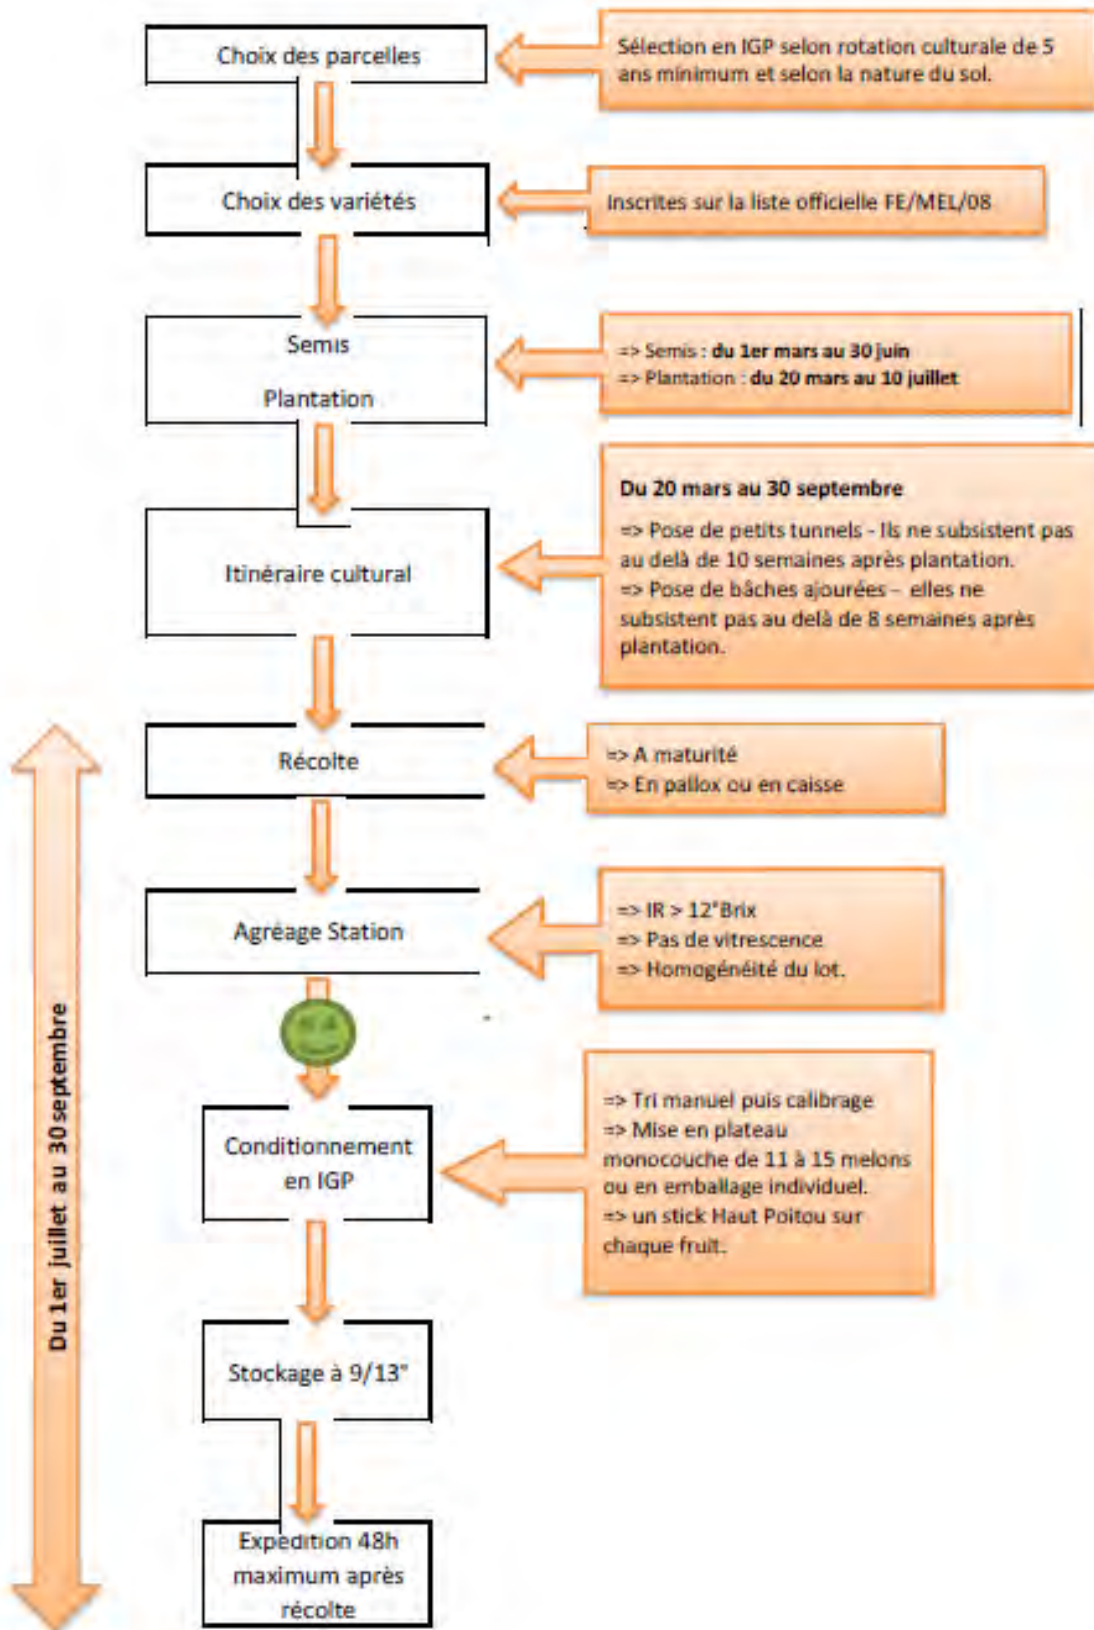 Choix des parcelles
Sélection en IGP selon rotation culturale de 5
ans minimum et selon la nature du sol.
Choix des variétés
Inscrites sur la liste officielle FE/MEL/08
Semis
Plantation
=> Semis : du 1er mars au 30 juin
=> Plantation : du 20 mars au 10 juillet
Itinéraire cultural
Du 20 mars au 30 septembre
=> Pose de petits tunnels - Ils ne subsistent pas
au delà de 10 semaines après plantation.
=> Pose de bâches ajourées - elles ne
subsistent pas au delà de 8 semaines après
plantation.
Récolte
=> A maturité
=> En pallox ou en caisse
Agréage Station
=> IR > 12°Brix
=> Pas de vitrescence
=> Homogénéité du lot.
Conditionnement
en IGP
=> Tri manuel puis calibrage
=> Mise en plateau
monocouche de 11 à 15 melons
ou en emballage individuel.
=> un stick Haut Poitou sur
chaque fruit.
Stockage à 9/13°
Expédition 48h
maximum après
récolte
Du 1er juillet au 30 septembre